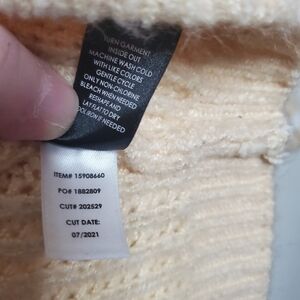 TURN GARMENT
INSIDE OUT
MACHINE WASH COLD
WITH LIKE COLORS
GENTLE CYCLE
ONLY NON-CHLORINE
BLEACH WHEN NEEDED
RESHAPE AND
LAY FLAT TO DRY
COOL IRON IF NEEDED
ITEM# 15908660
PO# 1882809
CUT# 202529
CUT DATE:
07/2021